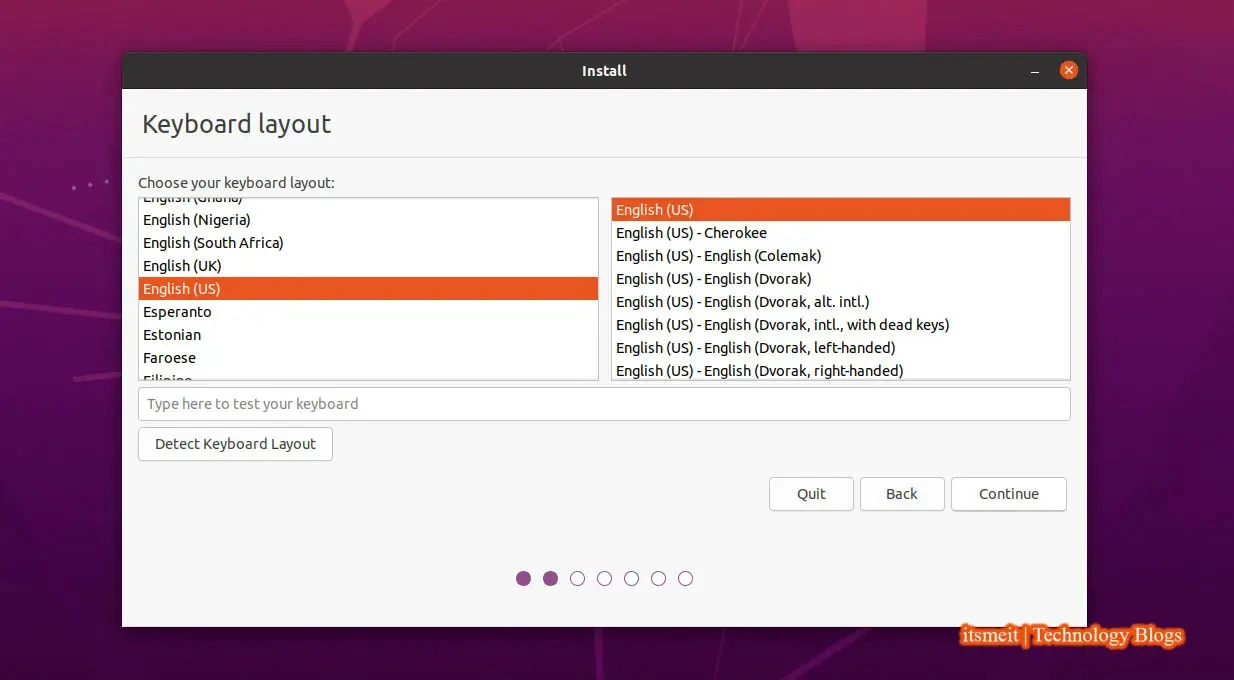 Install
Keyboard layout
Choose your keyboard layout:
English (Ghana)
English (Nigeria)
English (South Africa)
English (UK)
English (US)
Esperanto
Estonian
Faroese
Filipino
English (US)
English (US) - Cherokee
English (US) - English (Colemak)
English (US) - English (Dvorak)
English (US) - English (Dvorak, alt. intl.)
English (US) - English (Dvorak, intl., with dead keys)
English (US) - English (Dvorak, left-handed)
English (US) - English (Dvorak, right-handed)
Type here to test your keyboard
Detect Keyboard Layout
Quit Back Continue
itsmeit | Technology Blogs